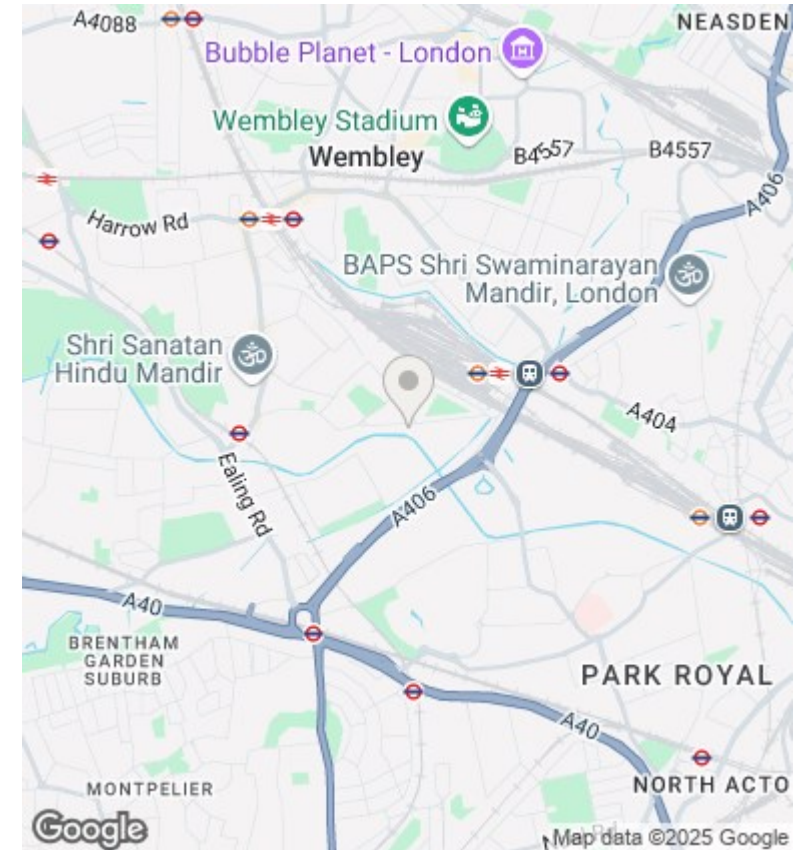 A4088
NEASDEN
Bubble Planet - London
Wembley Stadium
Wembley
B4557
B4557
A406
Harrow Rd
BAPS Shri Swaminarayan
Mandir, London
Shri Sanatan
Hindu Mandir
A404
Ealing Rd
A406
A40
BRENTHAM
GARDEN
SUBURB
PARK ROYAL
A40
MONTPELIER
NORTH ACTO
Google
Rd
Map data ©2025 Google